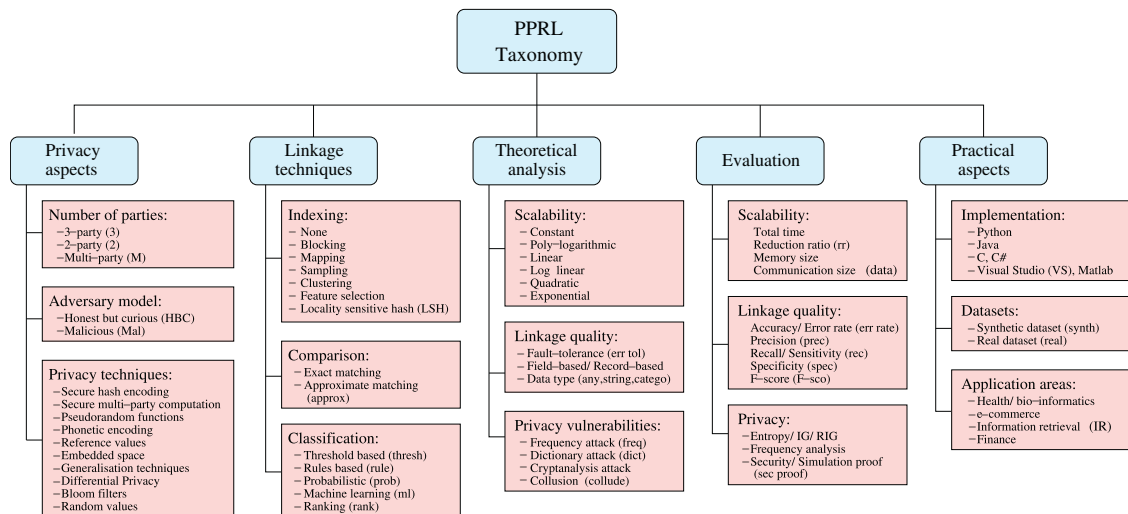 PPRL
Taxonomy
Privacy
aspects
Number of parties:
−3−party (3)
−2−party (2)
−Multi−party (M)
Adversary model:
−Honest but curious (HBC)
−Malicious (Mal)
Privacy techniques:
−Secure hash encoding
−Secure multi−party computation
−Pseudorandom functions
−Phonetic encoding
−Reference values
−Embedded space
−Generalisation techniques
−Differential Privacy
−Bloom filters
−Random values
Linkage
techniques
Indexing:
− None
− Blocking
− Mapping
− Sampling
− Clustering
− Feature selection
− Locality sensitive hash (LSH)
Comparison:
− Exact matching
− Approximate matching
(approx)
Classification:
− Threshold based (thresh)
− Rules based (rule)
− Probabilistic (prob)
− Machine learning (ml)
− Ranking (rank)
Theoretical
analysis
Scalability:
− Constant
− Poly−logarithmic
− Linear
− Log linear
− Quadratic
− Exponential
Linkage quality:
− Fault−tolerance (err tol)
− Field−based/ Record−based
− Data type (any,string,catego)
Privacy vulnerabilities:
− Frequency attack (freq)
− Dictionary attack (dict)
− Cryptanalysis attack
− Collusion (collude)
Evaluation
Scalability:
Total time
Reduction ratio (rr)
Memory size
Communication size (data)
Linkage quality:
Accuracy/ Error rate (err rate)
Precision (prec)
Recall/ Sensitivity (rec)
Specificity (spec)
F−score (F−sco)
Privacy:
−Entropy/ IG/ RIG
−Frequency analysis
−Security/ Simulation proof
(sec proof)
Practical
aspects
Implementation:
−Python
−Java
−C, C#
−Visual Studio (VS), Matlab
Datasets:
−Synthetic dataset (synth)
−Real dataset (real)
Application areas:
−Health/ bio−informatics
−e−commerce
−Information retrieval (IR)
−Finance